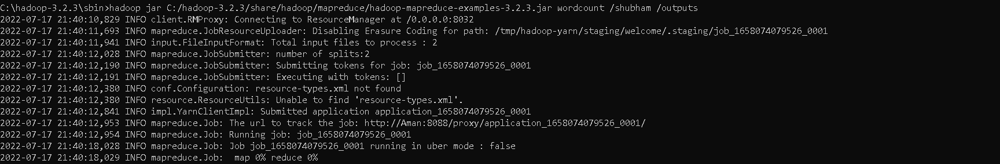 C:\hadoop-3.2.3\sbin>hadoop jar C:/hadoop-3.2.3/share/hadoop/mapreduce/hadoop-mapreduce-examples-3.2.3.jar wordcount /shubham /outputs
2022-07-17 21:40:10,829 INFO client.RMProxy: Connecting to ResourceManager at /0.0.0.0:8032
2022-07-17 21:40:11,693 INFO mapreduce.JobResourceUploader: Disabling Erasure Coding for path: /tmp/hadoop-yarn/staging/welcome/.staging/job_1658074079526_0001
2022-07-17 21:40:11,941 INFO input.FileInputFormat: Total input files to process : 2
2022-07-17 21:40:12,028 INFO mapreduce.JobSubmitter: number of splits:2
2022-07-17 21:40:12,190 INFO mapreduce.JobSubmitter: Submitting tokens for job: job_1658074079526_0001
2022-07-17 21:40:12,191 INFO mapreduce.JobSubmitter: Executing with tokens: []
2022-07-17 21:40:12,380 INFO conf.Configuration: resource-types.xml not found
2022-07-17 21:40:12,380 INFO resource.ResourceUtils: Unable to find 'resource-types.xml'.
2022-07-17 21:40:12,841 INFO impl.YarnClientImpl: Submitted application application_1658074079526_0001
2022-07-17 21:40:12,953 INFO mapreduce.Job: The url to track the job: http://Aman:8088/proxy/application_1658074079526_0001/
2022-07-17 21:40:12,954 INFO mapreduce.Job: Running job: job_1658074079526_0001
2022-07-17 21:40:18,028 INFO mapreduce.Job: Job job_1658074079526_0001 running in uber mode : false
2022-07-17 21:40:18,029 INFO mapreduce.Job:  map 0% reduce 0%